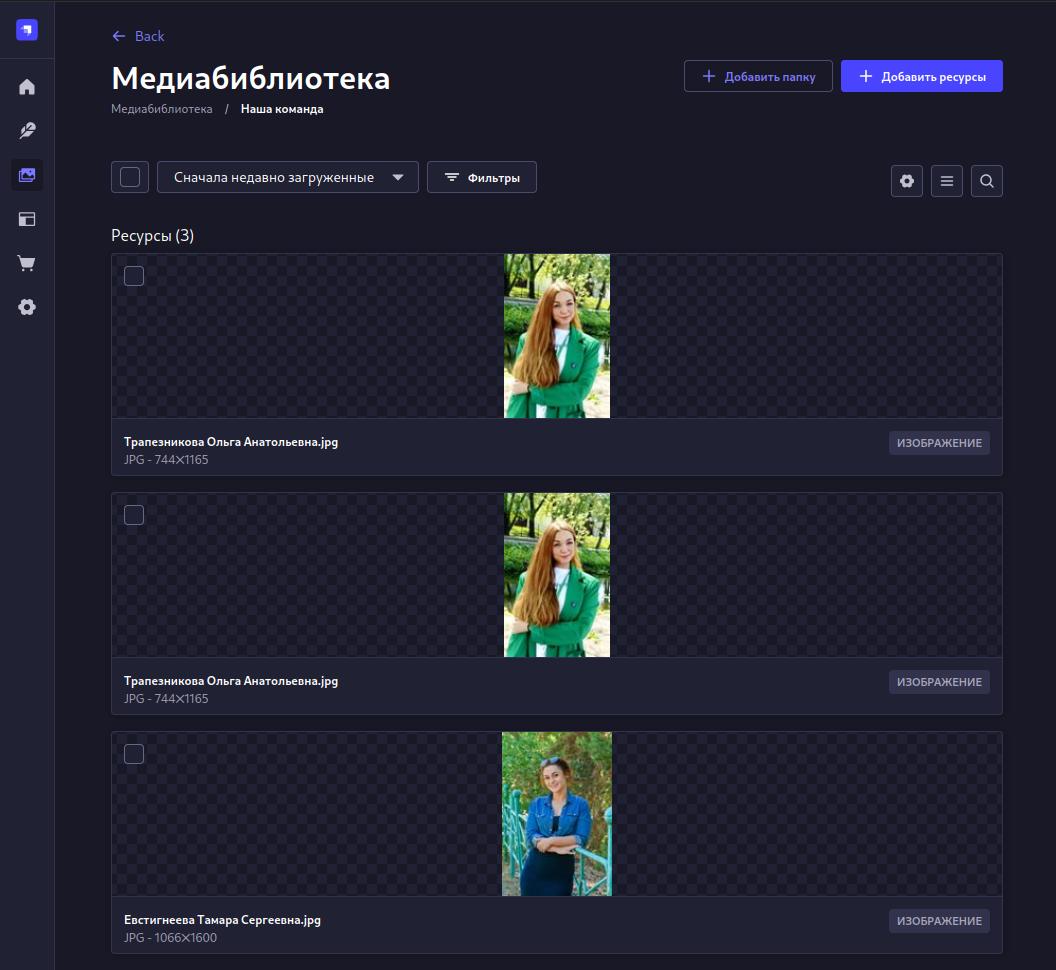 Back
Медиабиблиотека
Добавить папку
Добавить ресурсы
Медиабиблиотека / Наша команда
Сначала недавно загруженные
Фильтры
Ресурсы (3)
Трапезникова Ольга Анатольевна.jpg
ИЗОБРАЖЕНИЕ
JPG - 744✕1165
Трапезникова Ольга Анатольевна.jpg
ИЗОБРАЖЕНИЕ
JPG - 744✕1165
Евстигнеева Тамара Сергеевна.jpg
ИЗОБРАЖЕНИЕ
JPG - 1066✕1600